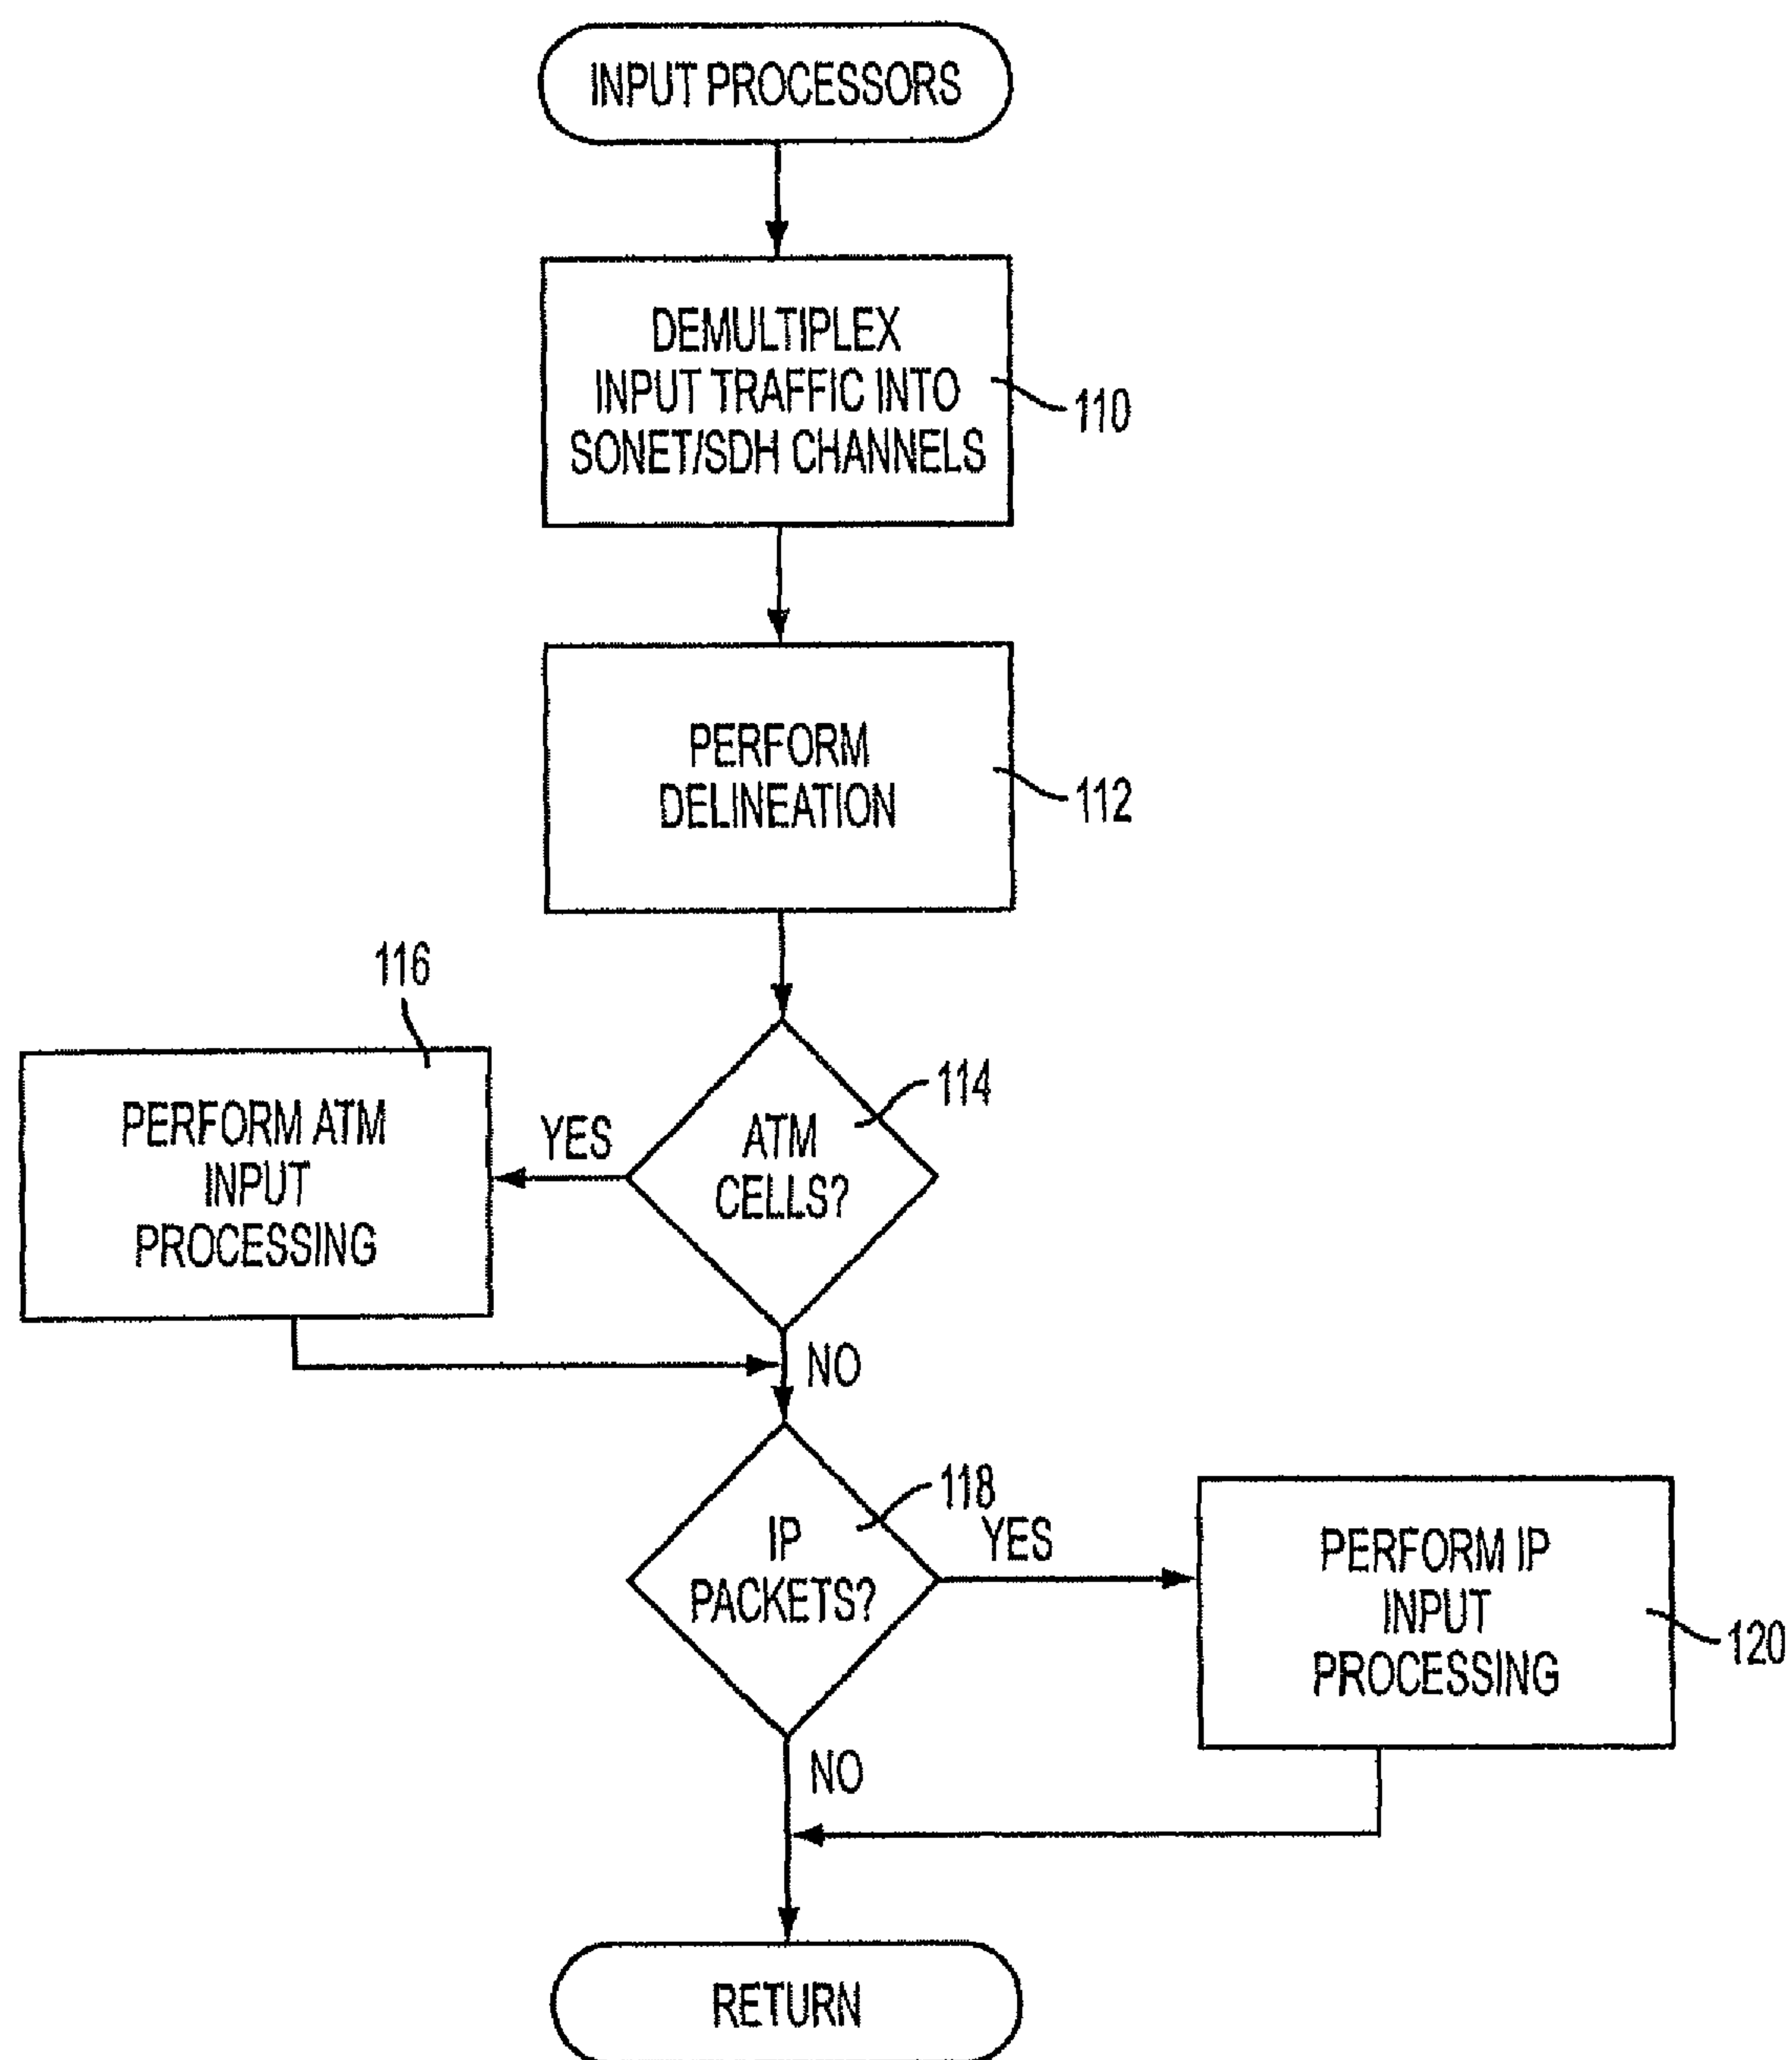 INPUT PROCESSORS
DEMULTIPLEX
INPUT TRAFFIC INTO
SONET/SDH CHANNELS
110
PERFORM
DELINEATION
112
116
PERFORM ATM
INPUT
PROCESSING
YES
114
ATM
CELLS?
NO
118
IP
PACKETS?
YES
PERFORM IP
INPUT
PROCESSING
120
NO
RETURN